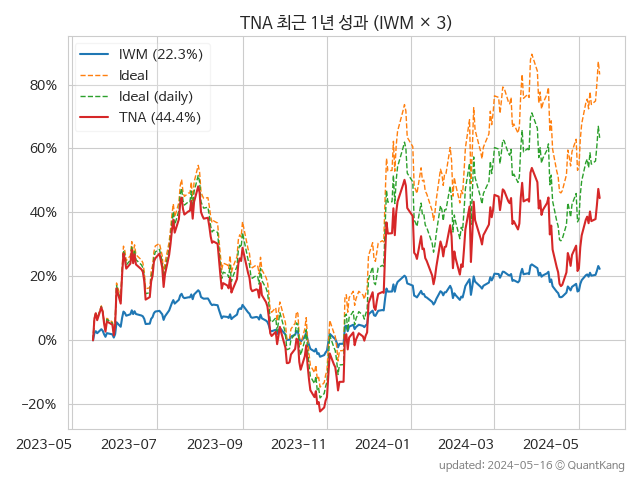 TNA 최근 1년 성과 (IWM × 3)
IWM (22.3%)
Ideal
Ideal (daily)
TNA (44.4%)
80%
60%
40%
20%
0%
−20%
2023-05 2023-07 2023-09 2023-11 2024-01 2024-03 2024-05
updated: 2024-05-16 © QuantKang